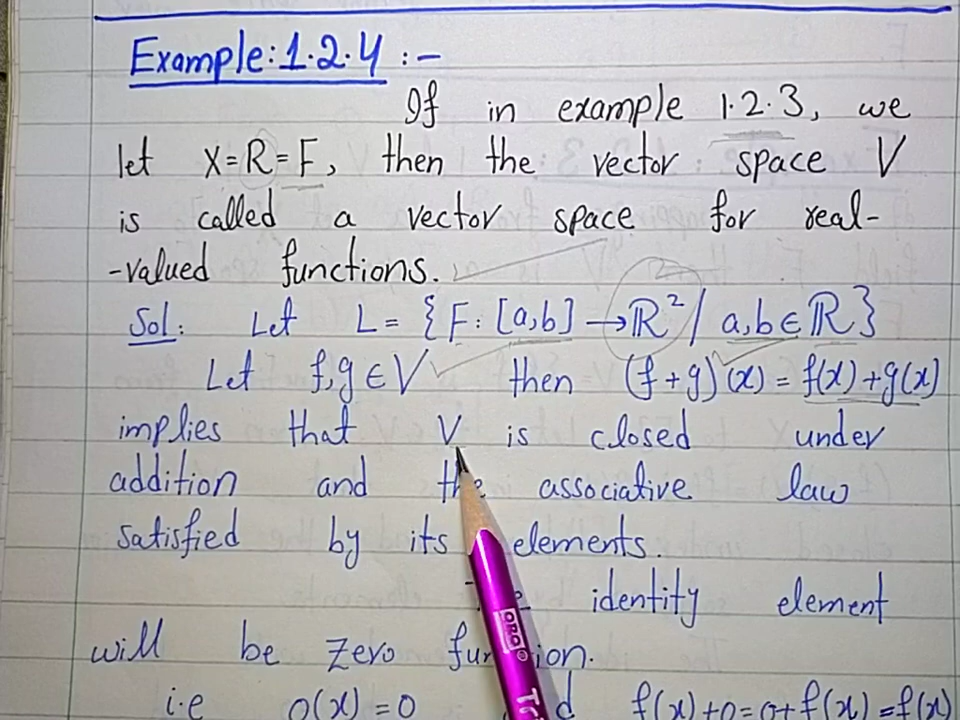 Example: 1.2.4 :-
If in example 1.2.3, we
let X=R=F, then the vector space V
is called a vector space for real-
-valued functions.
Sol: Let L = {F: [a,b] → ℝ² / a,b ∈ ℝ}
Let f,g ∈ V then (f+g)(x) = f(x)+g(x)
implies that V is closed under
addition and the associative law
satisfied by its elements.
identity element
will be zero function.
i.e 0(x) = 0 f(x)+0=0+f(x)=f(x)
ORO